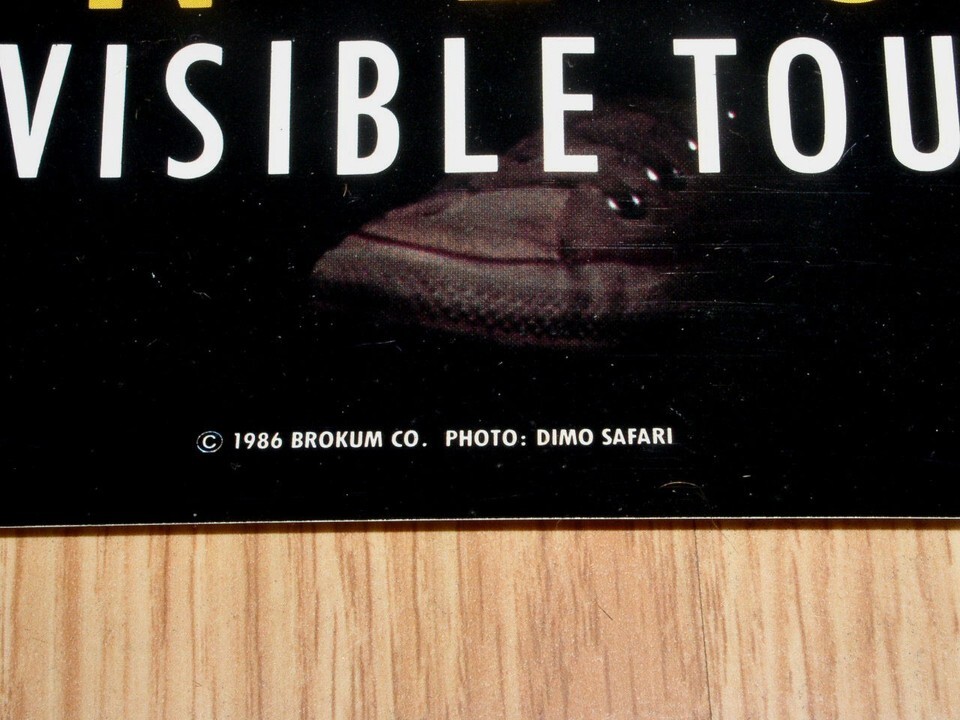 VISIBLE TOU
© 1986 BROKUM CO. PHOTO: DIMO SAFARI